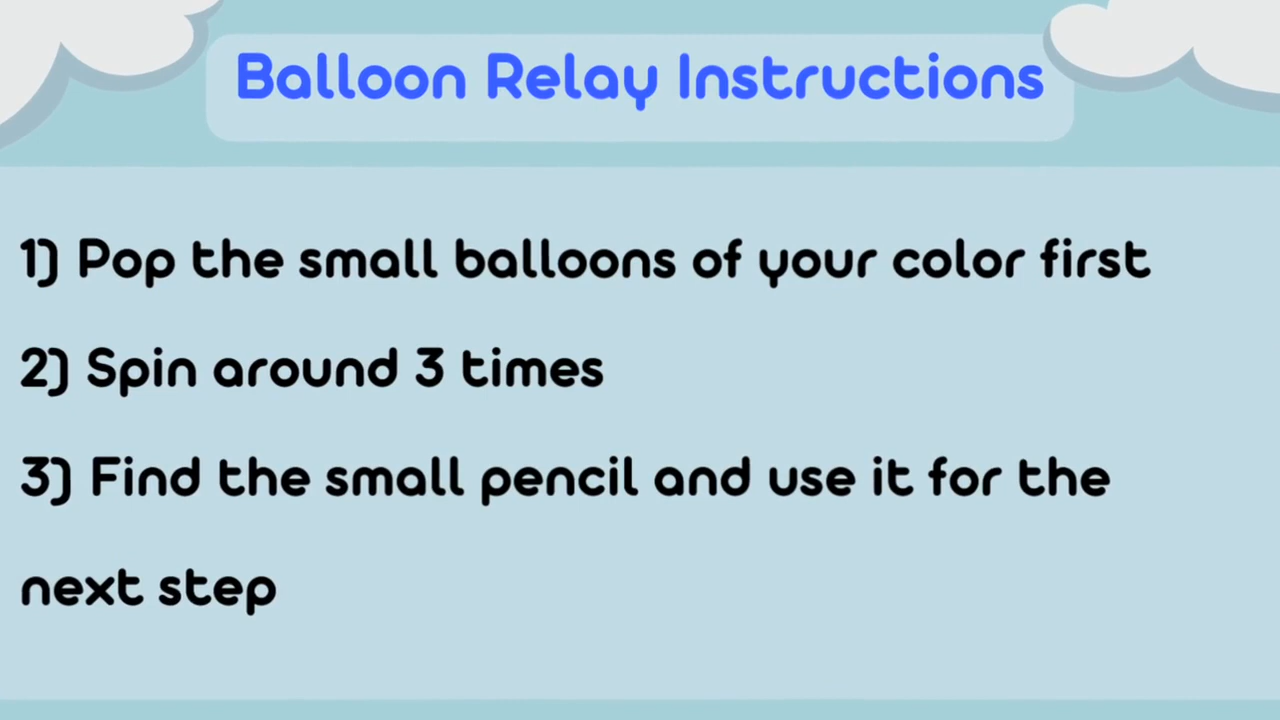 Balloon Relay Instructions
1) Pop the small balloons of your color first
2) Spin around 3 times
3) Find the small pencil and use it for the
next step